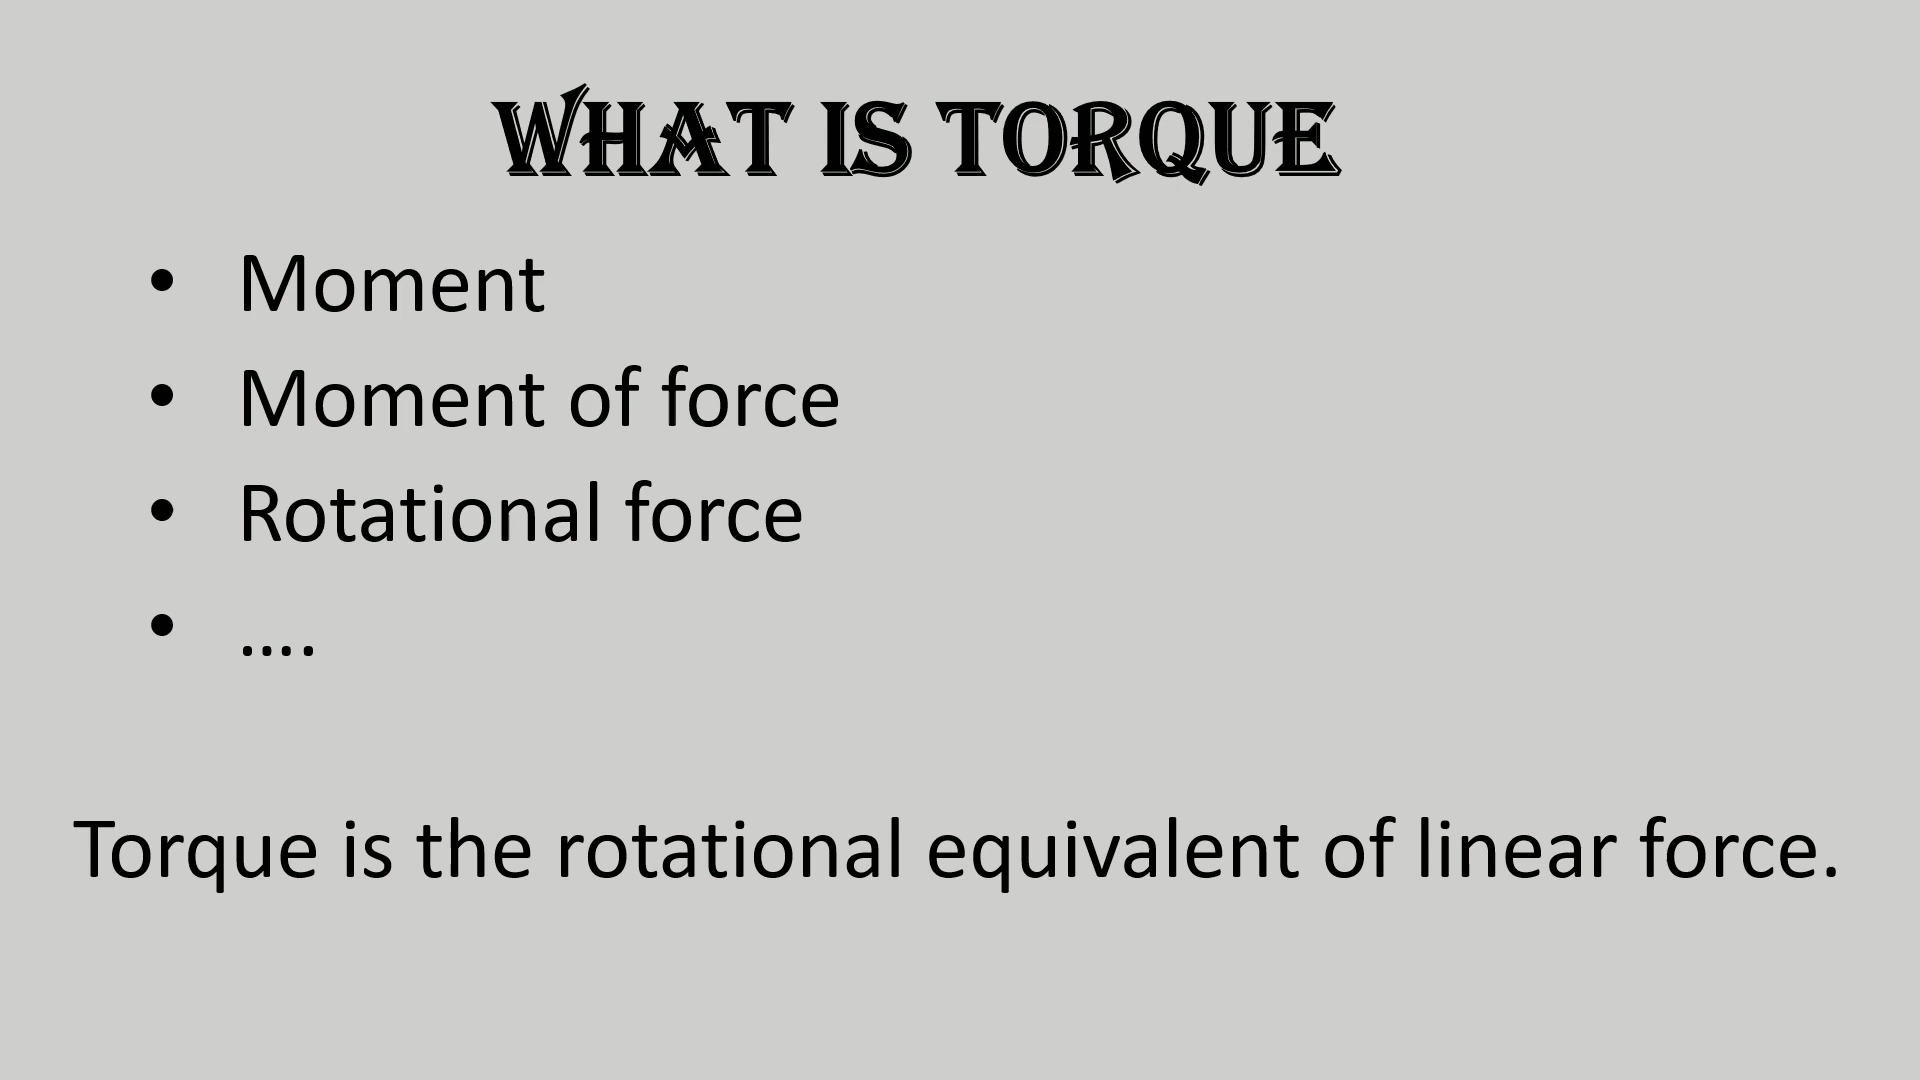 WHAT IS TORQUE
• Moment
• Moment of force
• Rotational force
• ....
Torque is the rotational equivalent of linear force.